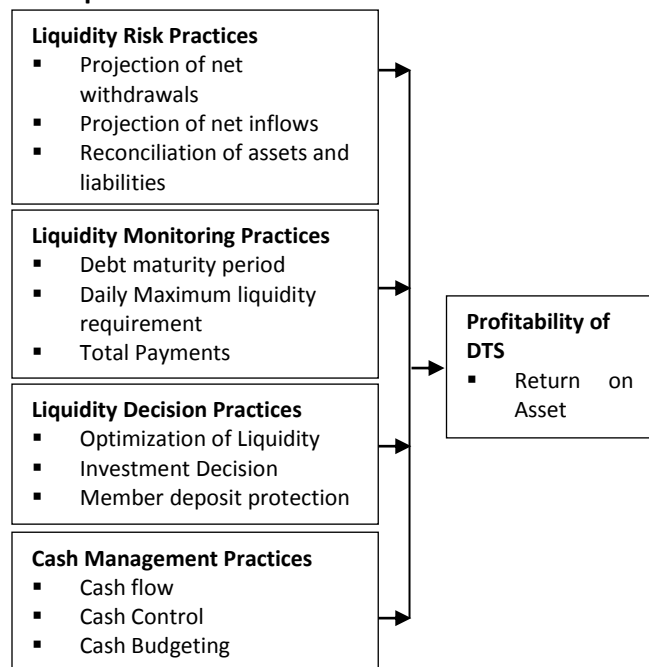 Liquidity Risk Practices
▪ Projection of net
withdrawals
▪ Projection of net inflows
▪ Reconciliation of assets and
liabilities
Liquidity Monitoring Practices
▪ Debt maturity period
▪ Daily Maximum liquidity
requirement
▪ Total Payments
Liquidity Decision Practices
▪ Optimization of Liquidity
▪ Investment Decision
▪ Member deposit protection
Cash Management Practices
▪ Cash flow
▪ Cash Control
▪ Cash Budgeting
Profitability of
DTS
▪ Return on
Asset